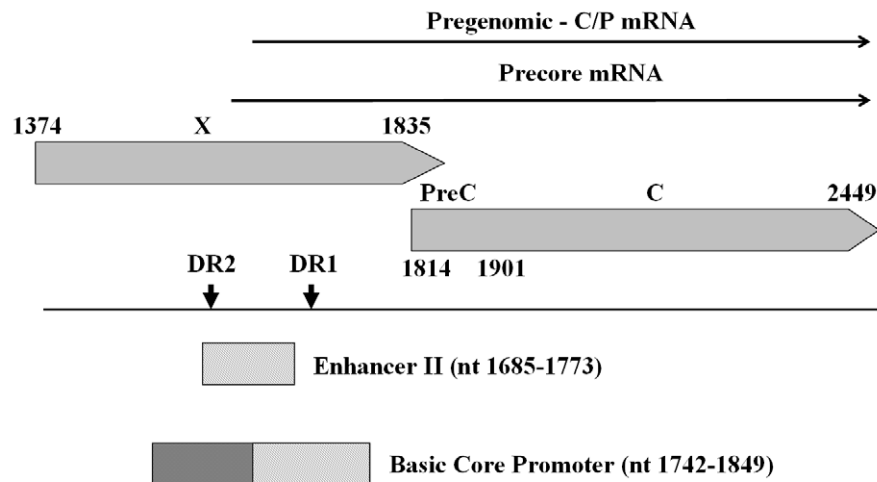 Pregenomic - C/P mRNA
Precore mRNA
1374 X 1835
PreC C 2449
1814 1901
DR2 DR1
Enhancer II (nt 1685-1773)
Basic Core Promoter (nt 1742-1849)